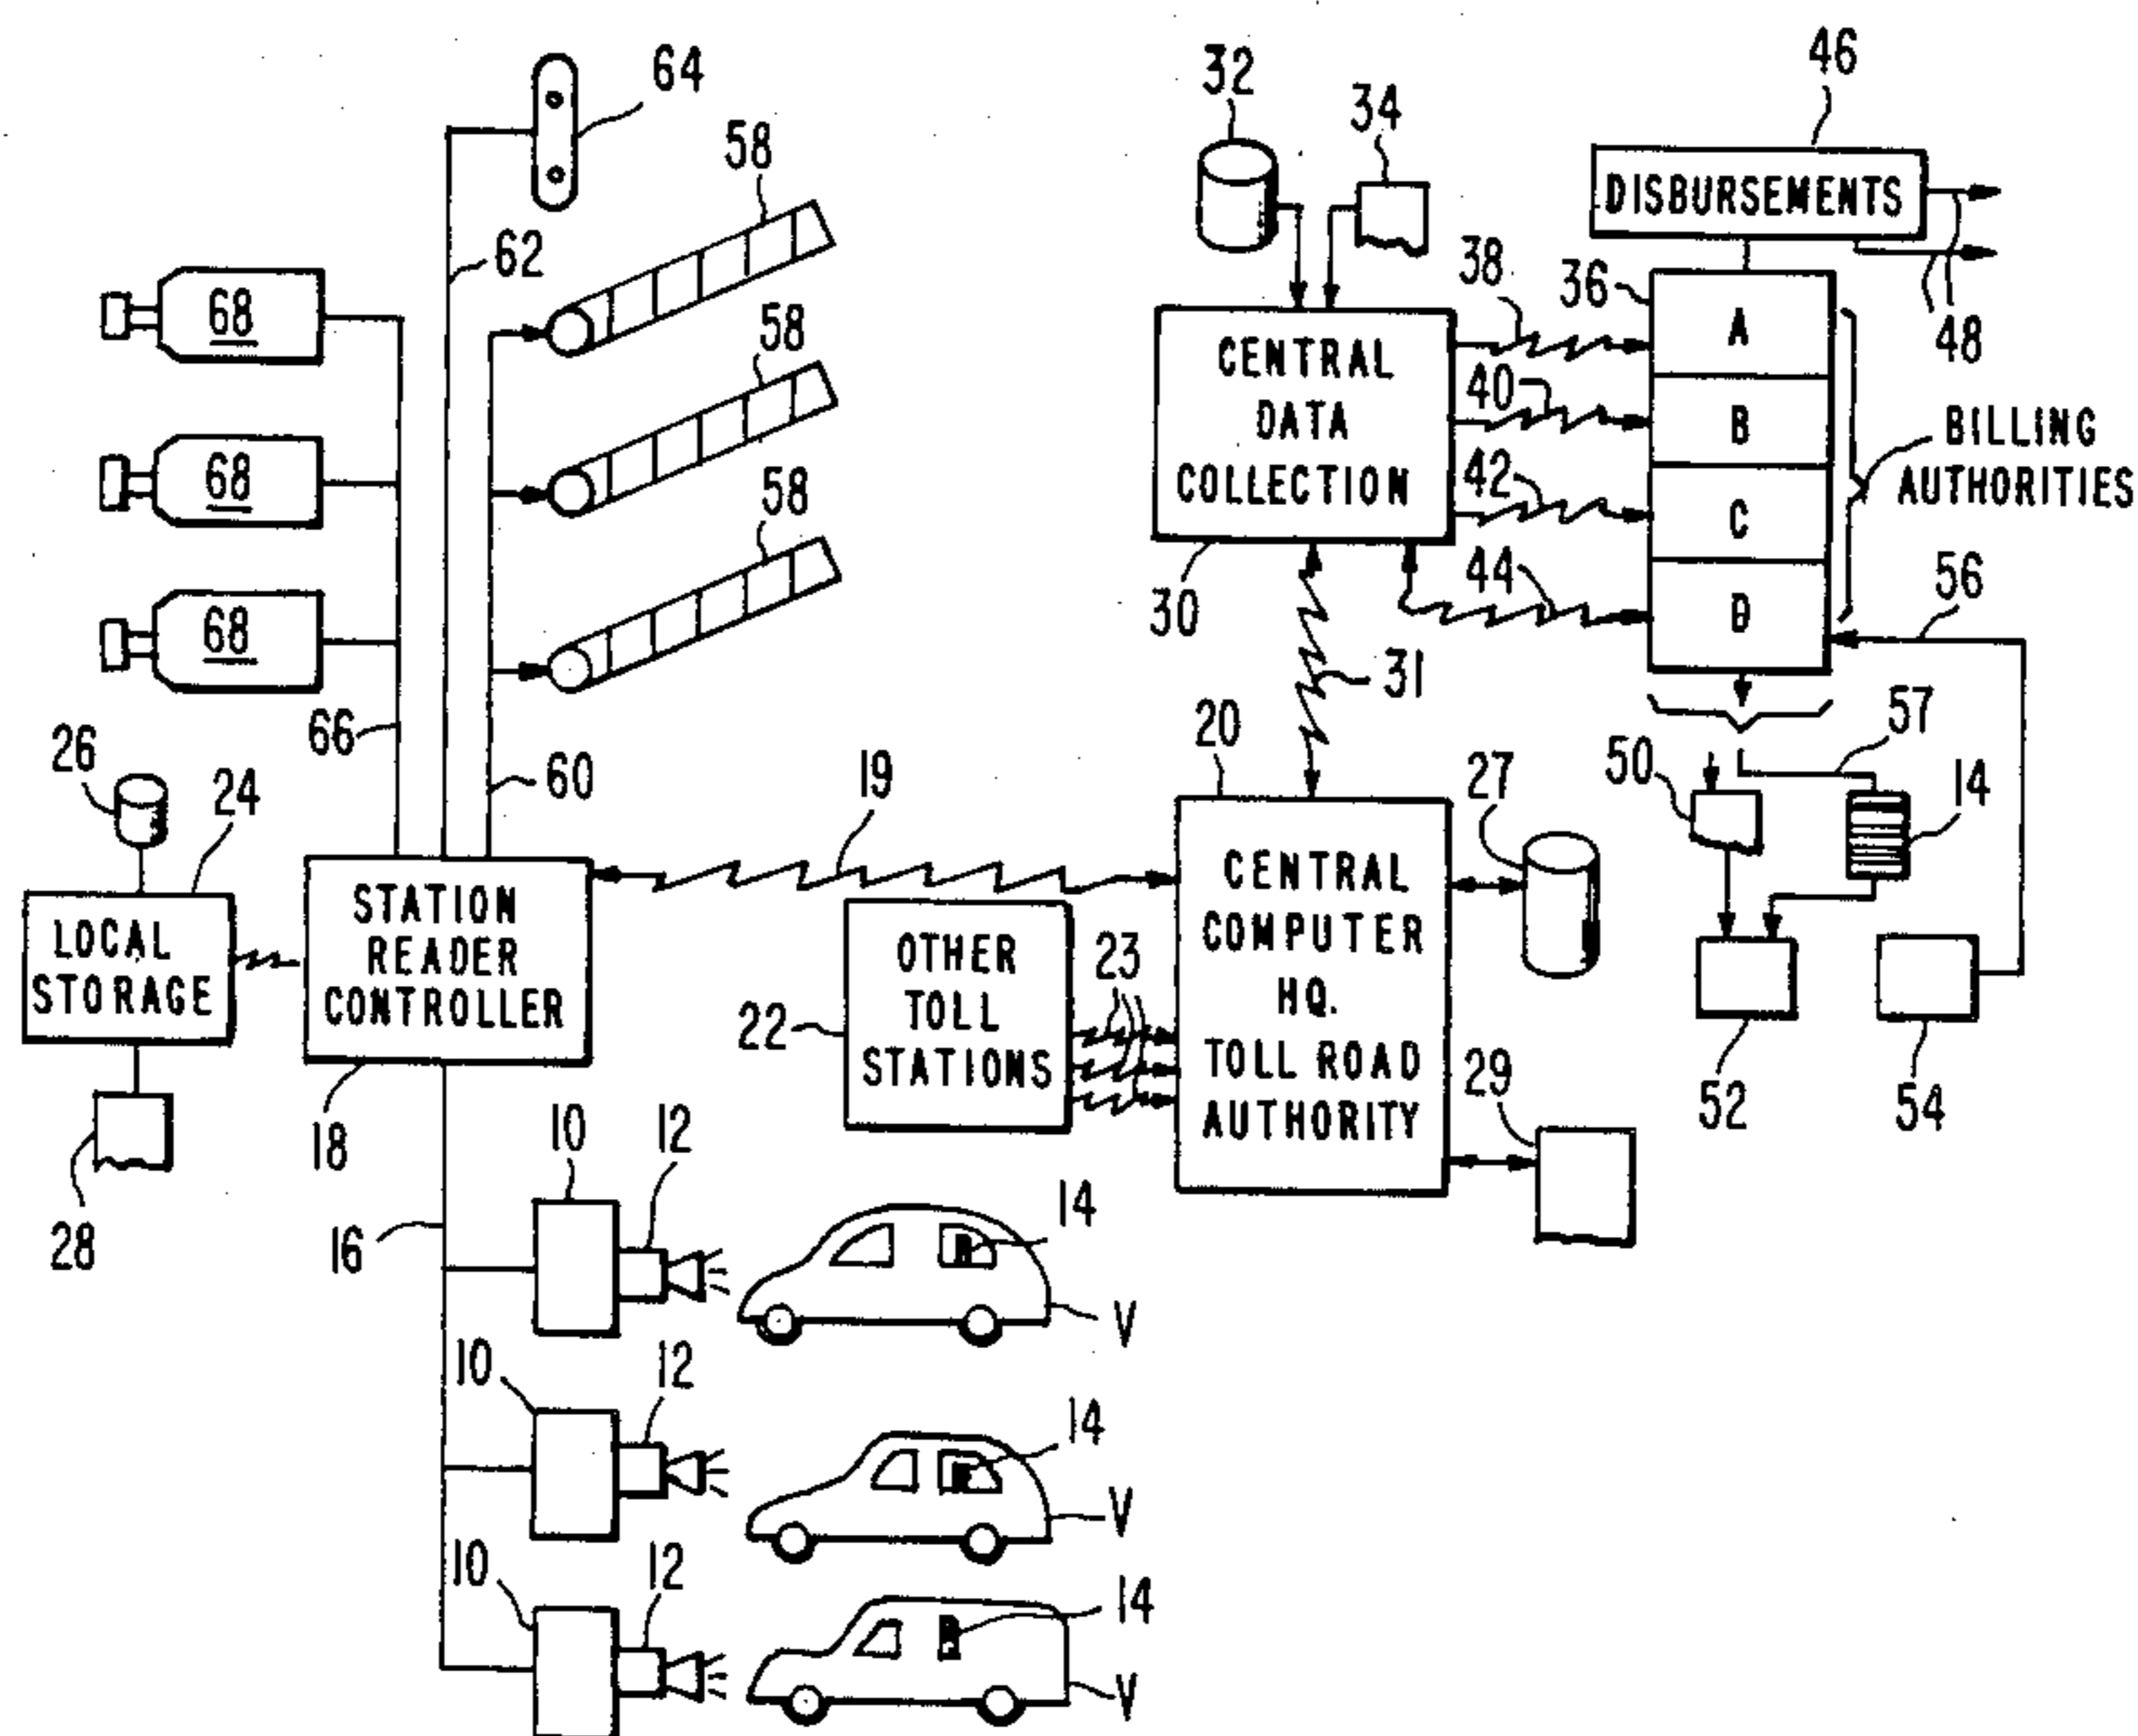 46
64
32
34
58
DISBURSEMENTS
62
38
36
68
58
48
A
CENTRAL
DATA
COLLECTION
40
B
BILLING
AUTHORITIES
68
58
42
C
44
56
30
D
68
31
66
20
57
26
24
60
19
27
50
14
STATION
READER
CONTROLLER
LOCAL
STORAGE
CENTRAL
COMPUTER
HQ.
TOLL ROAD
AUTHORITY
OTHER
TOLL
STATIONS
23
22
29
52
54
18
10
12
28
16
14
V
10
12
14
V
10
12
14
V